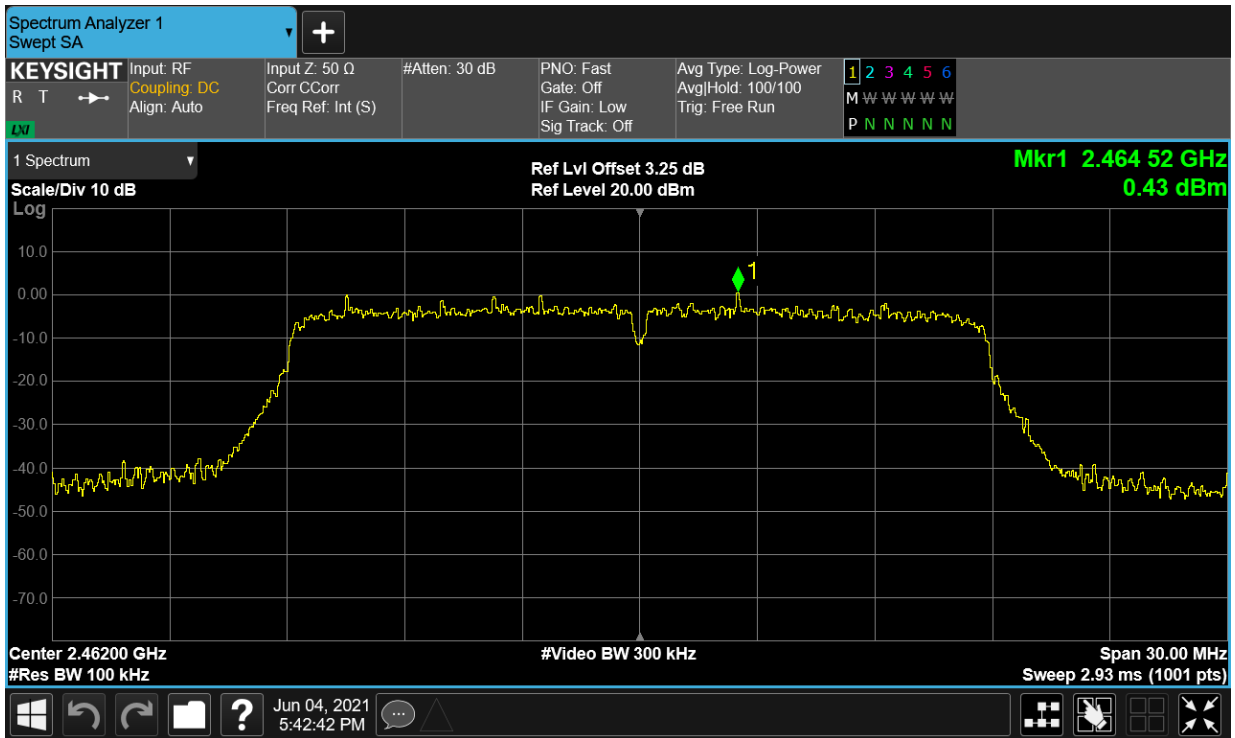 Spectrum Analyzer 1
Swept SA
KEYSIGHT
R T
LXI
Input: RF
Coupling: DC
Align: Auto
Input Z: 50 Ω
Corr CCorr
Freq Ref: Int (S)
#Atten: 30 dB
PNO: Fast
Gate: Off
IF Gain: Low
Sig Track: Off
Avg Type: Log-Power
Avg|Hold: 100/100
Trig: Free Run
1 2 3 4 5 6
M W W W W W
P N N N N N
1 Spectrum
Scale/Div 10 dB
Ref Lvl Offset 3.25 dB
Ref Level 20.00 dBm
Mkr1 2.464 52 GHz
0.43 dBm
Log
10.0
0.00
-10.0
-20.0
-30.0
-40.0
-50.0
-60.0
-70.0
1
Center 2.46200 GHz
#Res BW 100 kHz
#Video BW 300 kHz
Span 30.00 MHz
Sweep 2.93 ms (1001 pts)
?
Jun 04, 2021
5:42:42 PM